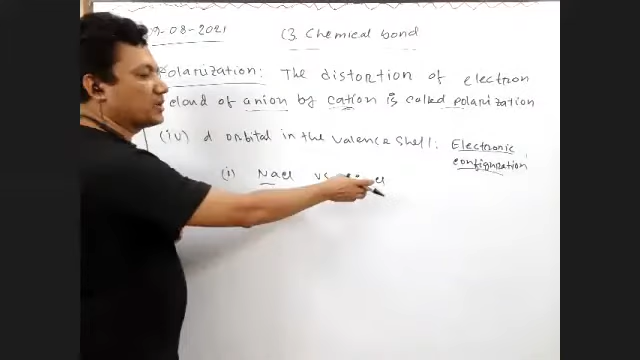 9-08-2021
(3. Chemical bond
Polarization: The distortion of electron
cloud of anion by cation is called polarization
(iv) d orbital in the valence shell: Electronic
configuration
(i) NaCl vs